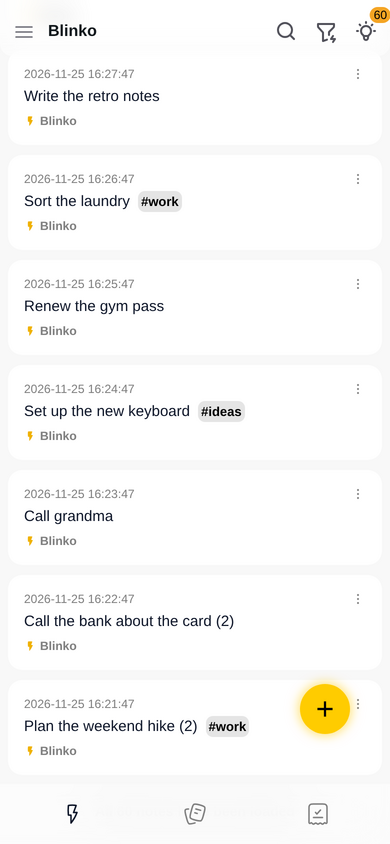 Blinko
60
2026-11-25 16:27:47
Write the retro notes
Blinko
2026-11-25 16:26:47
Sort the laundry #work
Blinko
2026-11-25 16:25:47
Renew the gym pass
Blinko
2026-11-25 16:24:47
Set up the new keyboard #ideas
Blinko
2026-11-25 16:23:47
Call grandma
Blinko
2026-11-25 16:22:47
Call the bank about the card (2)
Blinko
2026-11-25 16:21:47
Plan the weekend hike (2) #work
Blinko